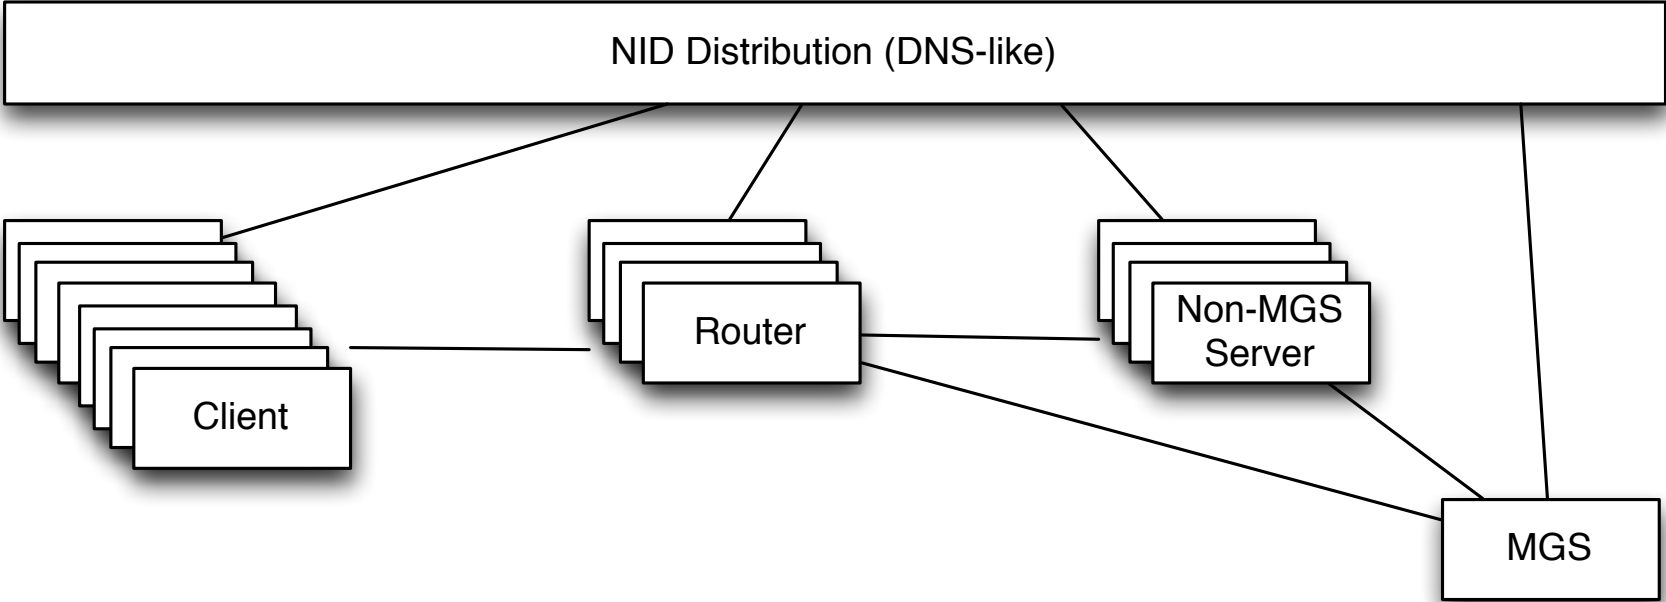 NID Distribution (DNS-like)
Router
Non-MGS
Server
Client
MGS